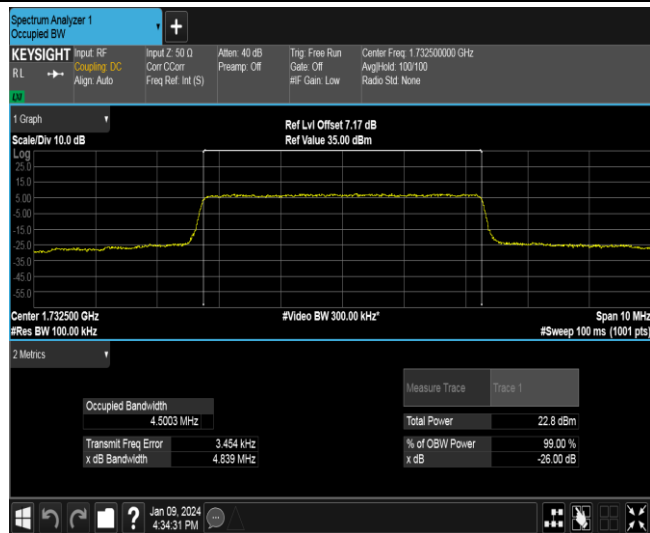 Spectrum Analyzer 1
Occupied BW
+
KEYSIGHT
Input: RF
Input Z: 50 Ω
Atten: 40 dB
Trig: Free Run
Center Freq: 1.732500000 GHz
RL
Coupling: DC
Corr CCorr
Preamp: Off
Gate: Off
Avg|Hold: 100/100
Align: Auto
Freq Ref: Int (S)
#IF Gain: Low
Radio Std: None
1 Graph
Ref Lvl Offset 7.17 dB
Scale/Div 10.0 dB
Ref Value 35.00 dBm
Log
25.0
15.0
5.00
-5.00
-15.0
-25.0
-35.0
-45.0
-55.0
Center 1.732500 GHz
#Video BW 300.00 kHz*
Span 10 MHz
#Res BW 100.00 kHz
#Sweep 100 ms (1001 pts)
2 Metrics
Measure Trace
Trace 1
Occupied Bandwidth
4.5003 MHz
Total Power
22.8 dBm
Transmit Freq Error
3.454 kHz
% of OBW Power
99.00 %
x dB Bandwidth
4.839 MHz
x dB
-26.00 dB
?
Jan 09, 2024
4:34:31 PM